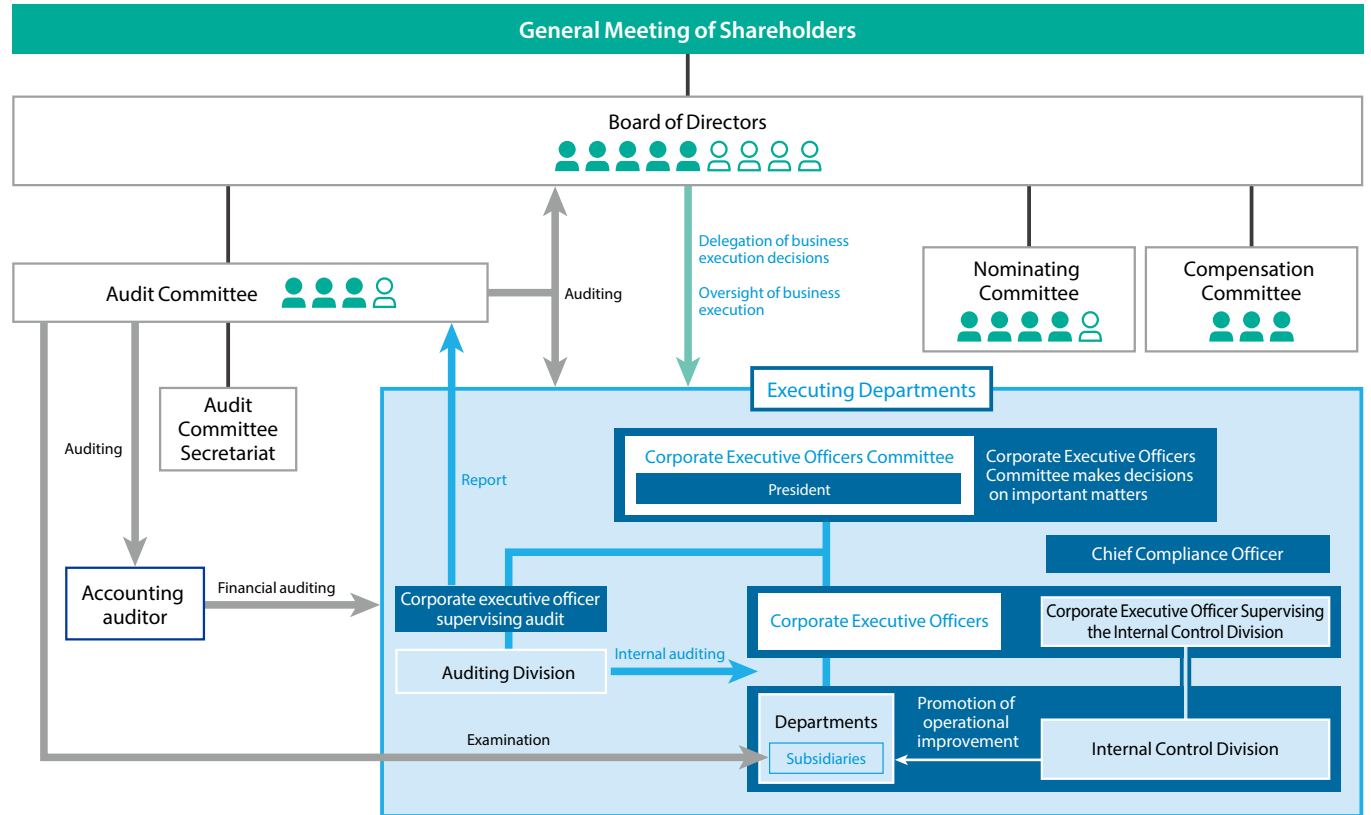 General Meeting of Shareholders
Board of Directors
Delegation of business
execution decisions
Oversight of business
execution
Auditing
Nominating
Committee
Compensation
Committee
Audit Committee
Auditing
Audit
Committee
Secretariat
Report
Executing Departments
Corporate Executive Officers Committee
President
Corporate Executive Officers
Committee makes decisions
on important matters
Chief Compliance Officer
Accounting
auditor
Financial auditing
Corporate executive officer
supervising audit
Corporate Executive Officers
Corporate Executive Officer Supervising
the Internal Control Division
Auditing Division
Internal auditing
Departments
Subsidiaries
Promotion of
operational
improvement
Internal Control Division
Examination